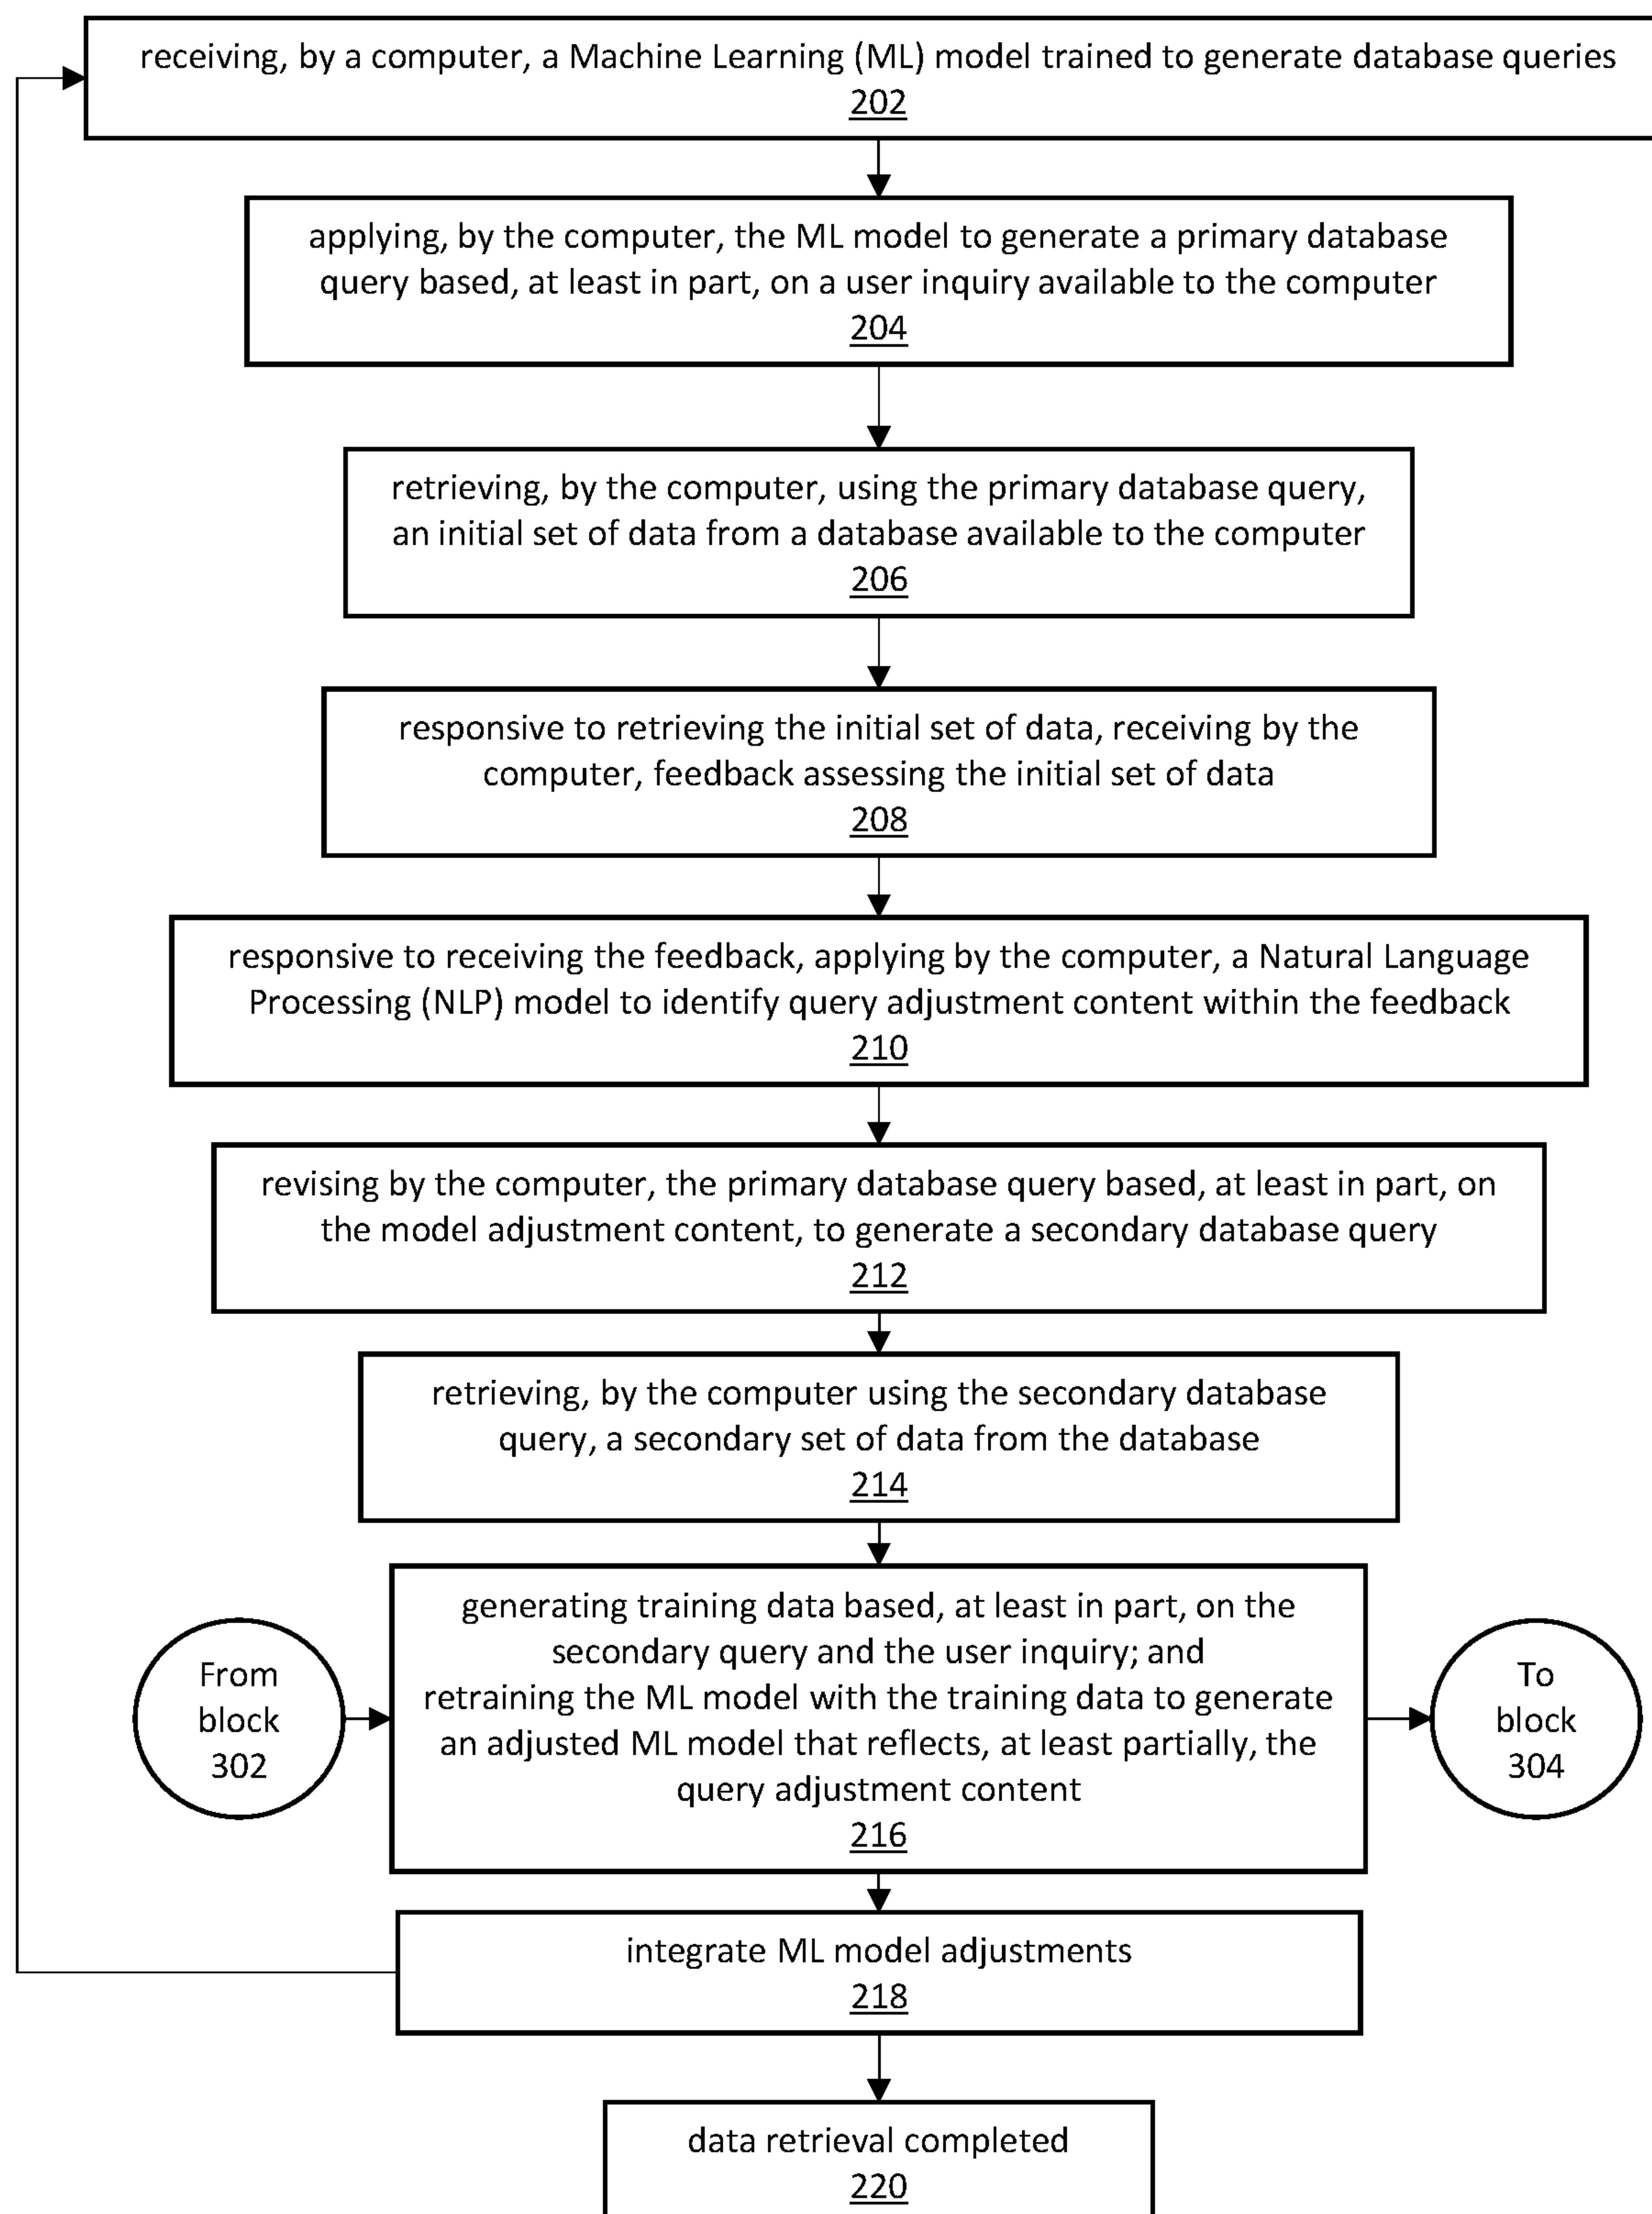 receiving, by a computer, a Machine Learning (ML) model trained to generate database queries
202
applying, by the computer, the ML model to generate a primary database
query based, at least in part, on a user inquiry available to the computer
204
retrieving, by the computer, using the primary database query,
an initial set of data from a database available to the computer
206
responsive to retrieving the initial set of data, receiving by the
computer, feedback assessing the initial set of data
208
responsive to receiving the feedback, applying by the computer, a Natural Language
Processing (NLP) model to identify query adjustment content within the feedback
210
revising by the computer, the primary database query based, at least in part, on
the model adjustment content, to generate a secondary database query
212
retrieving, by the computer using the secondary database
query, a secondary set of data from the database
214
From
block
302
generating training data based, at least in part, on the
secondary query and the user inquiry; and
retraining the ML model with the training data to generate
an adjusted ML model that reflects, at least partially, the
query adjustment content
216
To
block
304
integrate ML model adjustments
218
data retrieval completed
220